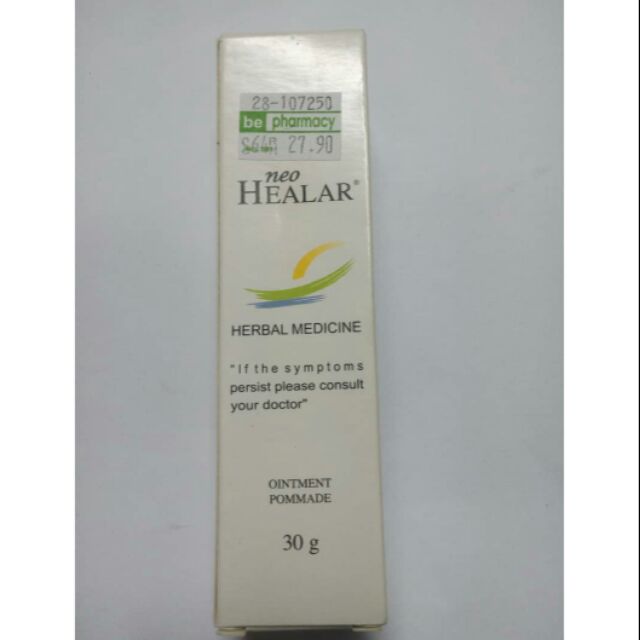 28-107250
be pharmacy
27.90
neo
HEALAR®
HERBAL MEDICINE
"If the symptoms
persist please consult
your doctor"
OINTMENT
POMMADE
30 g